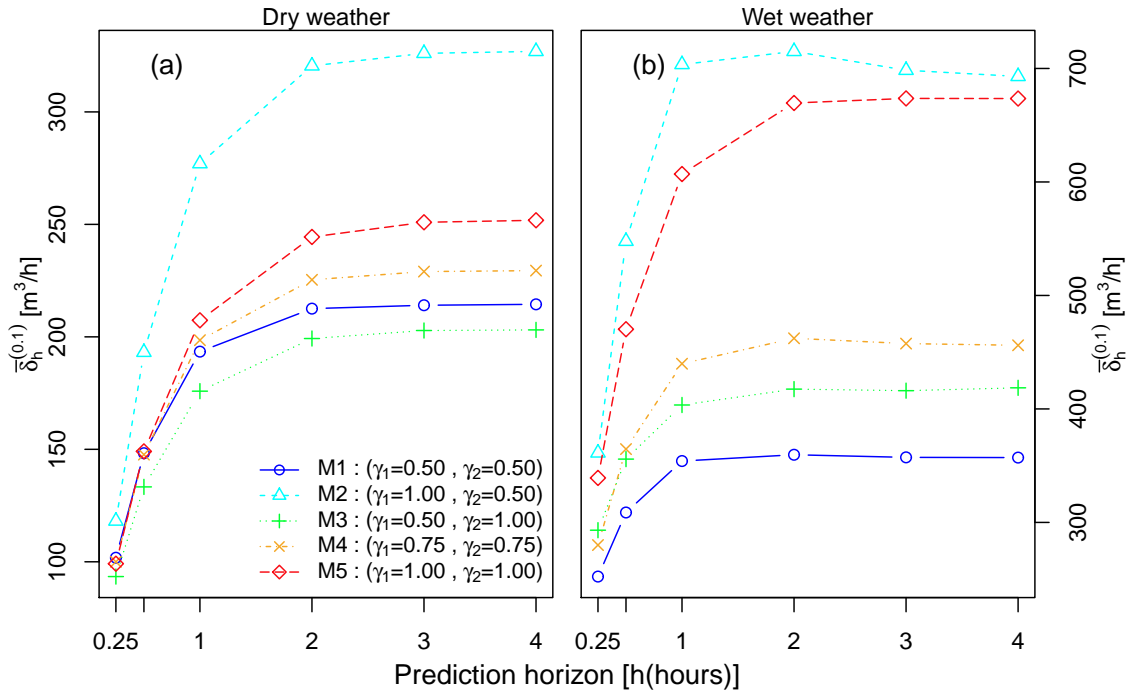 Dry weather
Wet weather
(a)
(b)
300
250
200
150
100
δ̅ₕ⁽⁰·¹⁾ [m³/h]
700
600
500
400
300
δ̅ₕ⁽⁰·¹⁾ [m³/h]
M1 : (γ₁=0.50 , γ₂=0.50)
M2 : (γ₁=1.00 , γ₂=0.50)
M3 : (γ₁=0.50 , γ₂=1.00)
M4 : (γ₁=0.75 , γ₂=0.75)
M5 : (γ₁=1.00 , γ₂=1.00)
0.25 1 2 3 4
0.25 1 2 3 4
Prediction horizon [h(hours)]